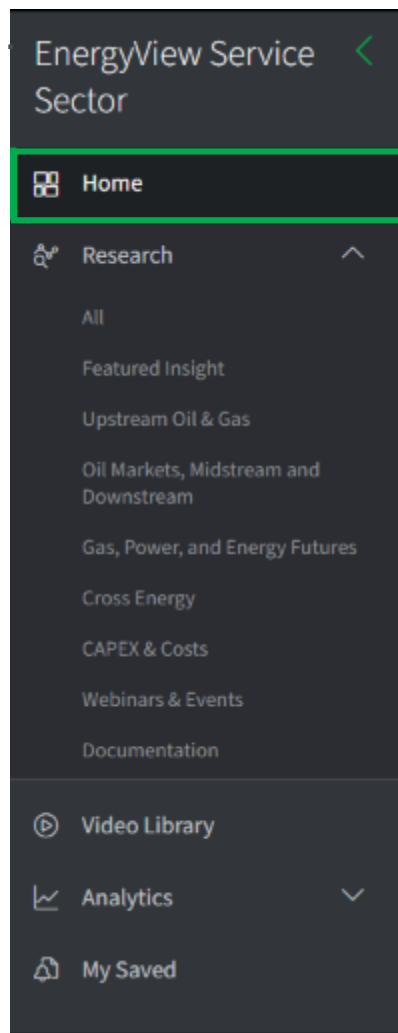 EnergyView Service
Sector
Home
Research
All
Featured Insight
Upstream Oil & Gas
Oil Markets, Midstream and
Downstream
Gas, Power, and Energy Futures
Cross Energy
CAPEX & Costs
Webinars & Events
Documentation
Video Library
Analytics
My Saved